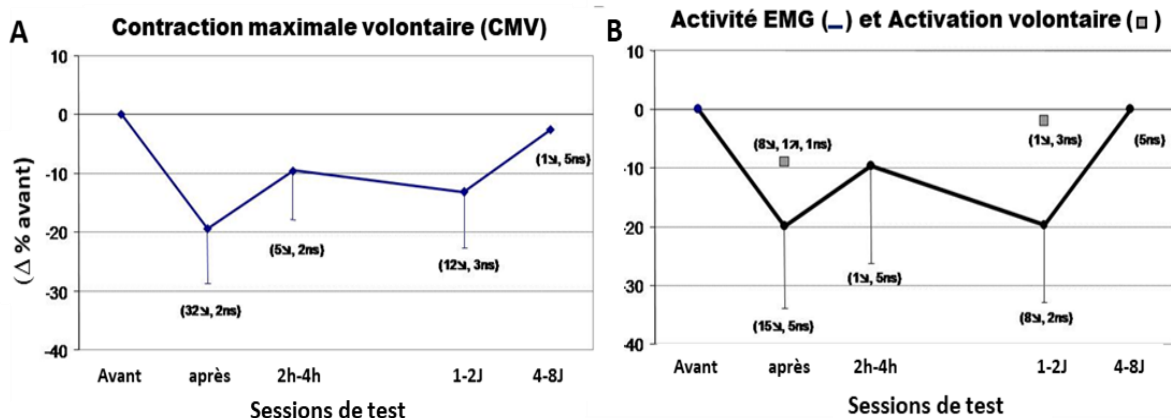 A
Contraction maximale volontaire (CMV)
10
0
-10
-20
-30
-40
(Δ % avant)
(32↘, 2ns)
(5↘, 2ns)
(12↘, 3ns)
(1↘, 5ns)
Avant après 2h-4h 1-2J 4-8J
Sessions de test
B
Activité EMG (_) et Activation volontaire (□)
10
0
-10
-20
-30
-40
(8↘, 1↗, 1ns)
(15↘, 5ns)
(1↘, 5ns)
(1↘, 3ns)
(8↘, 2ns)
(5ns)
Avant après 2h-4h 1-2J 4-8J
Sessions de test